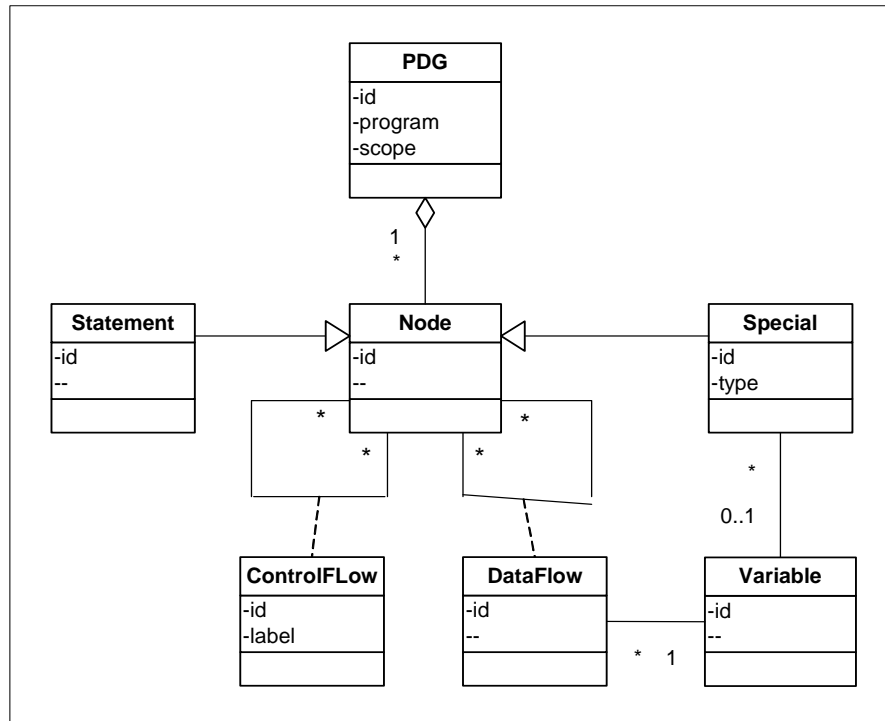 PDG
-id
-program
-scope
1
*
Statement
-id
--
Node
-id
--
Special
-id
-type
*
*
*
*
*
0..1
ControlFLow
-id
-label
DataFlow
-id
--
Variable
-id
--
* 1